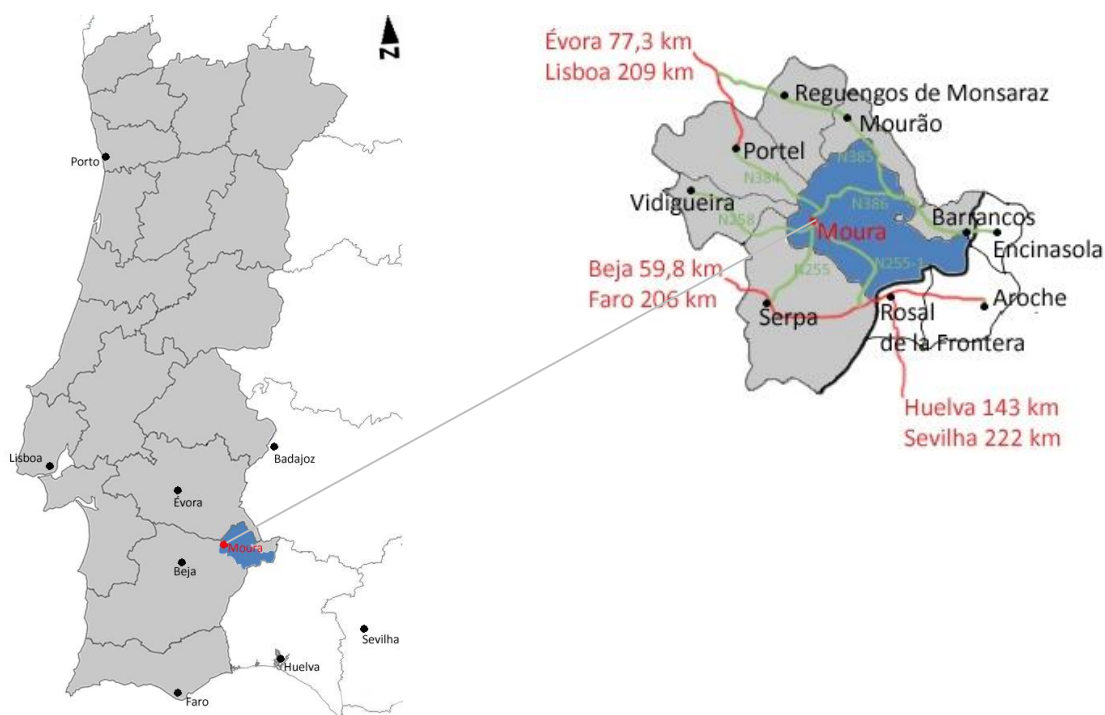 N
Porto
Lisboa
Badajoz
Évora
Moura
Beja
Sevilha
Huelva
Faro
Évora 77,3 km
Lisboa 209 km
Reguengos de Monsaraz
Mourão
Portel
N385
N384
Vidigueira
N386
N258
Barrancos
Moura
Encinasola
Beja 59,8 km
N255
N255-1
Faro 206 km
Aroche
Serpa
Rosal
de la Frontera
Huelva 143 km
Sevilha 222 km